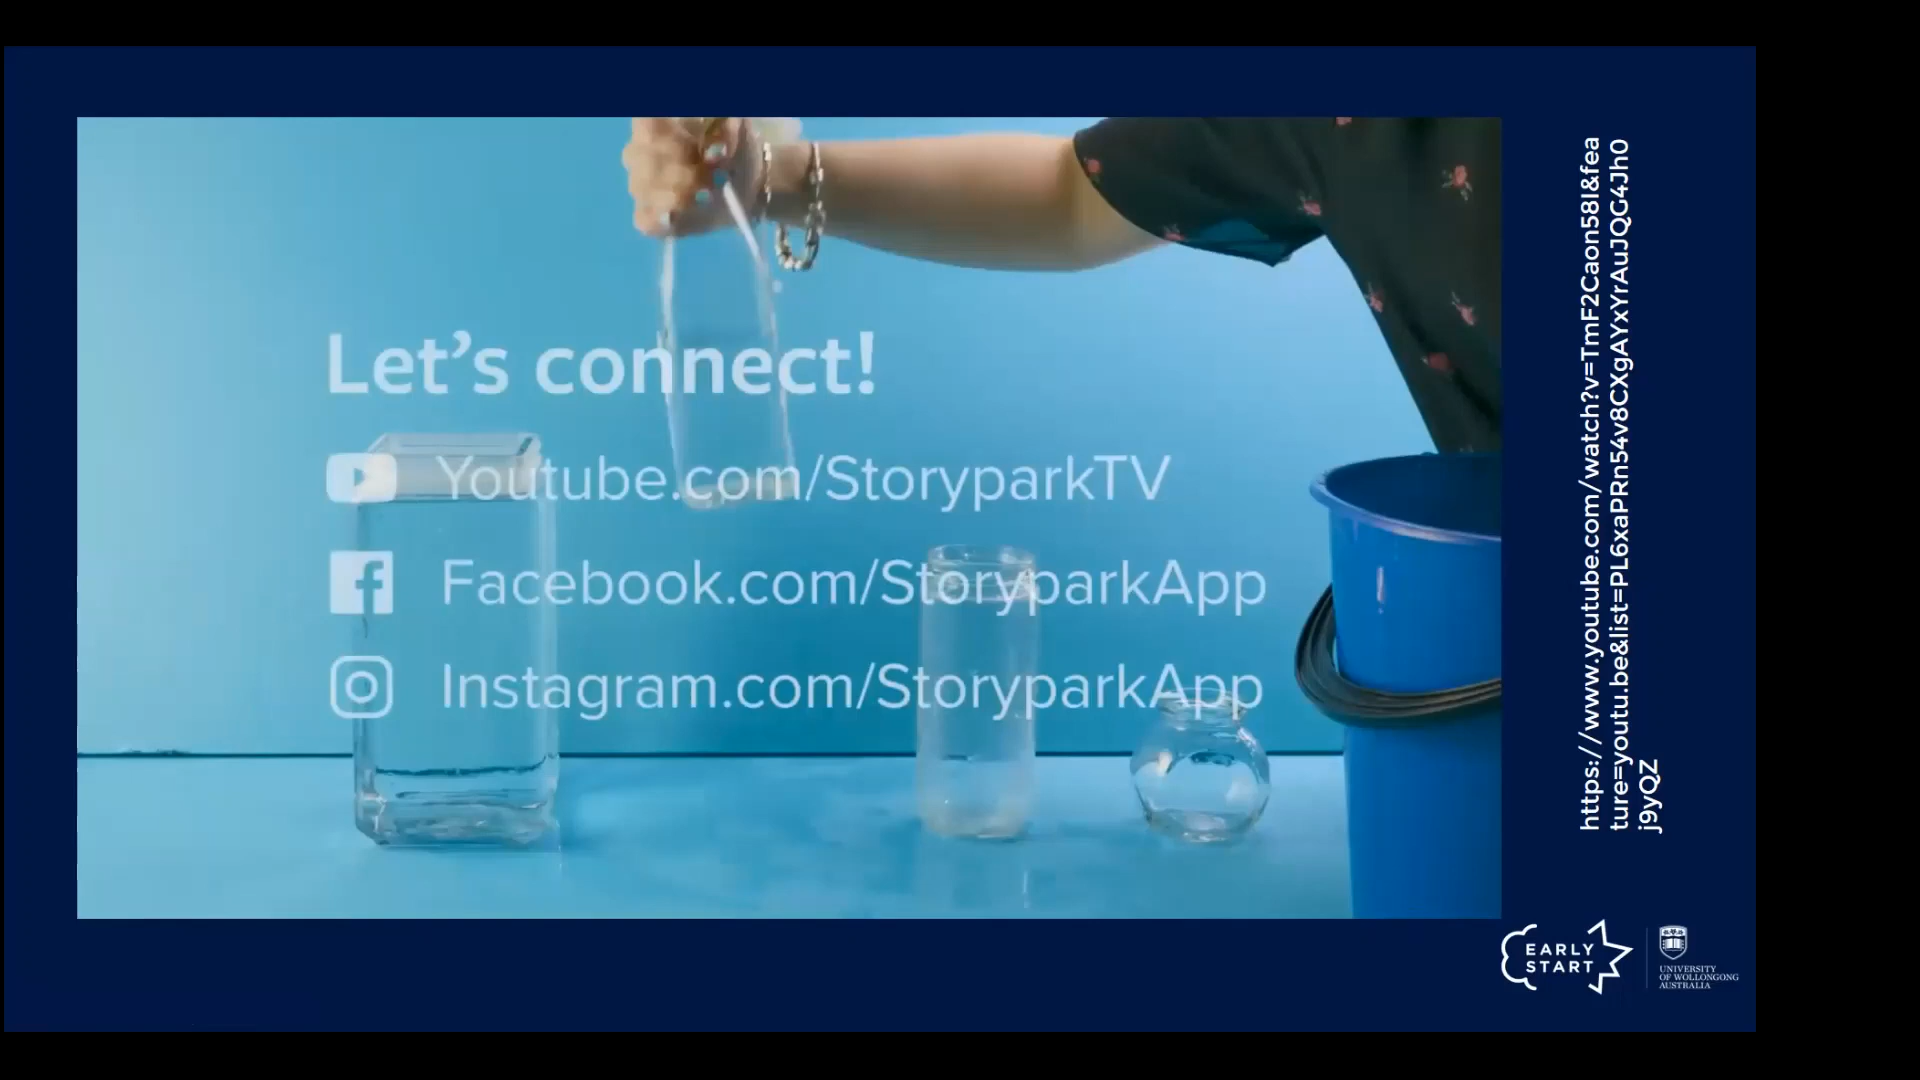 Let's connect!
Youtube.com/StoryparkTV
Facebook.com/StoryparkApp
Instagram.com/StoryparkApp
https://www.youtube.com/watch?v=TmF2Caon58I&fea
ture=youtu.be&list=PL6xaPRn54v8CXgAYxYrAuJQG4Jh0
j9yQZ
EARLY
START
UNIVERSITY
OF WOLLONGONG
AUSTRALIA